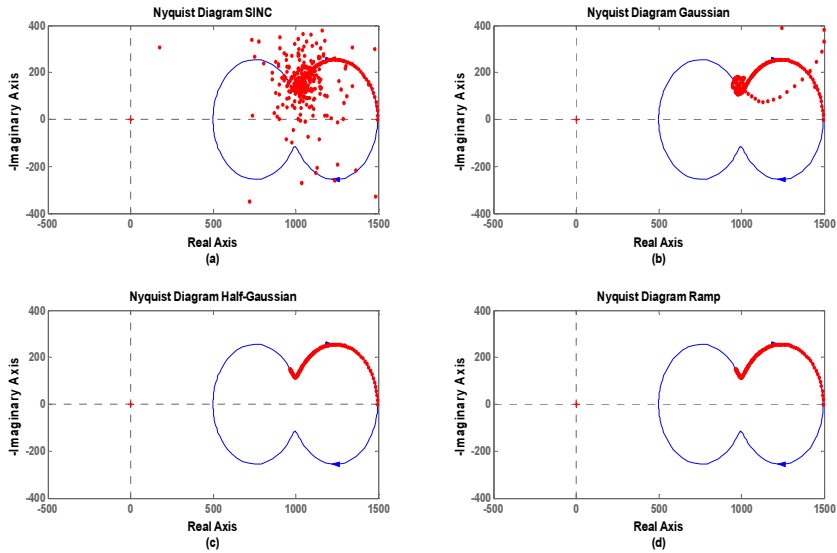 Nyquist Diagram SINC
400
200
0
-200
-400
-500
0
500
1000
1500
-Imaginary Axis
Real Axis
(a)
Nyquist Diagram Gaussian
400
200
0
-200
-400
-500
0
500
1000
1500
-Imaginary Axis
Real Axis
(b)
Nyquist Diagram Half-Gaussian
400
200
0
-200
-400
-500
0
500
1000
1500
-Imaginary Axis
Real Axis
(c)
Nyquist Diagram Ramp
400
200
0
-200
-400
-500
0
500
1000
1500
-Imaginary Axis
Real Axis
(d)